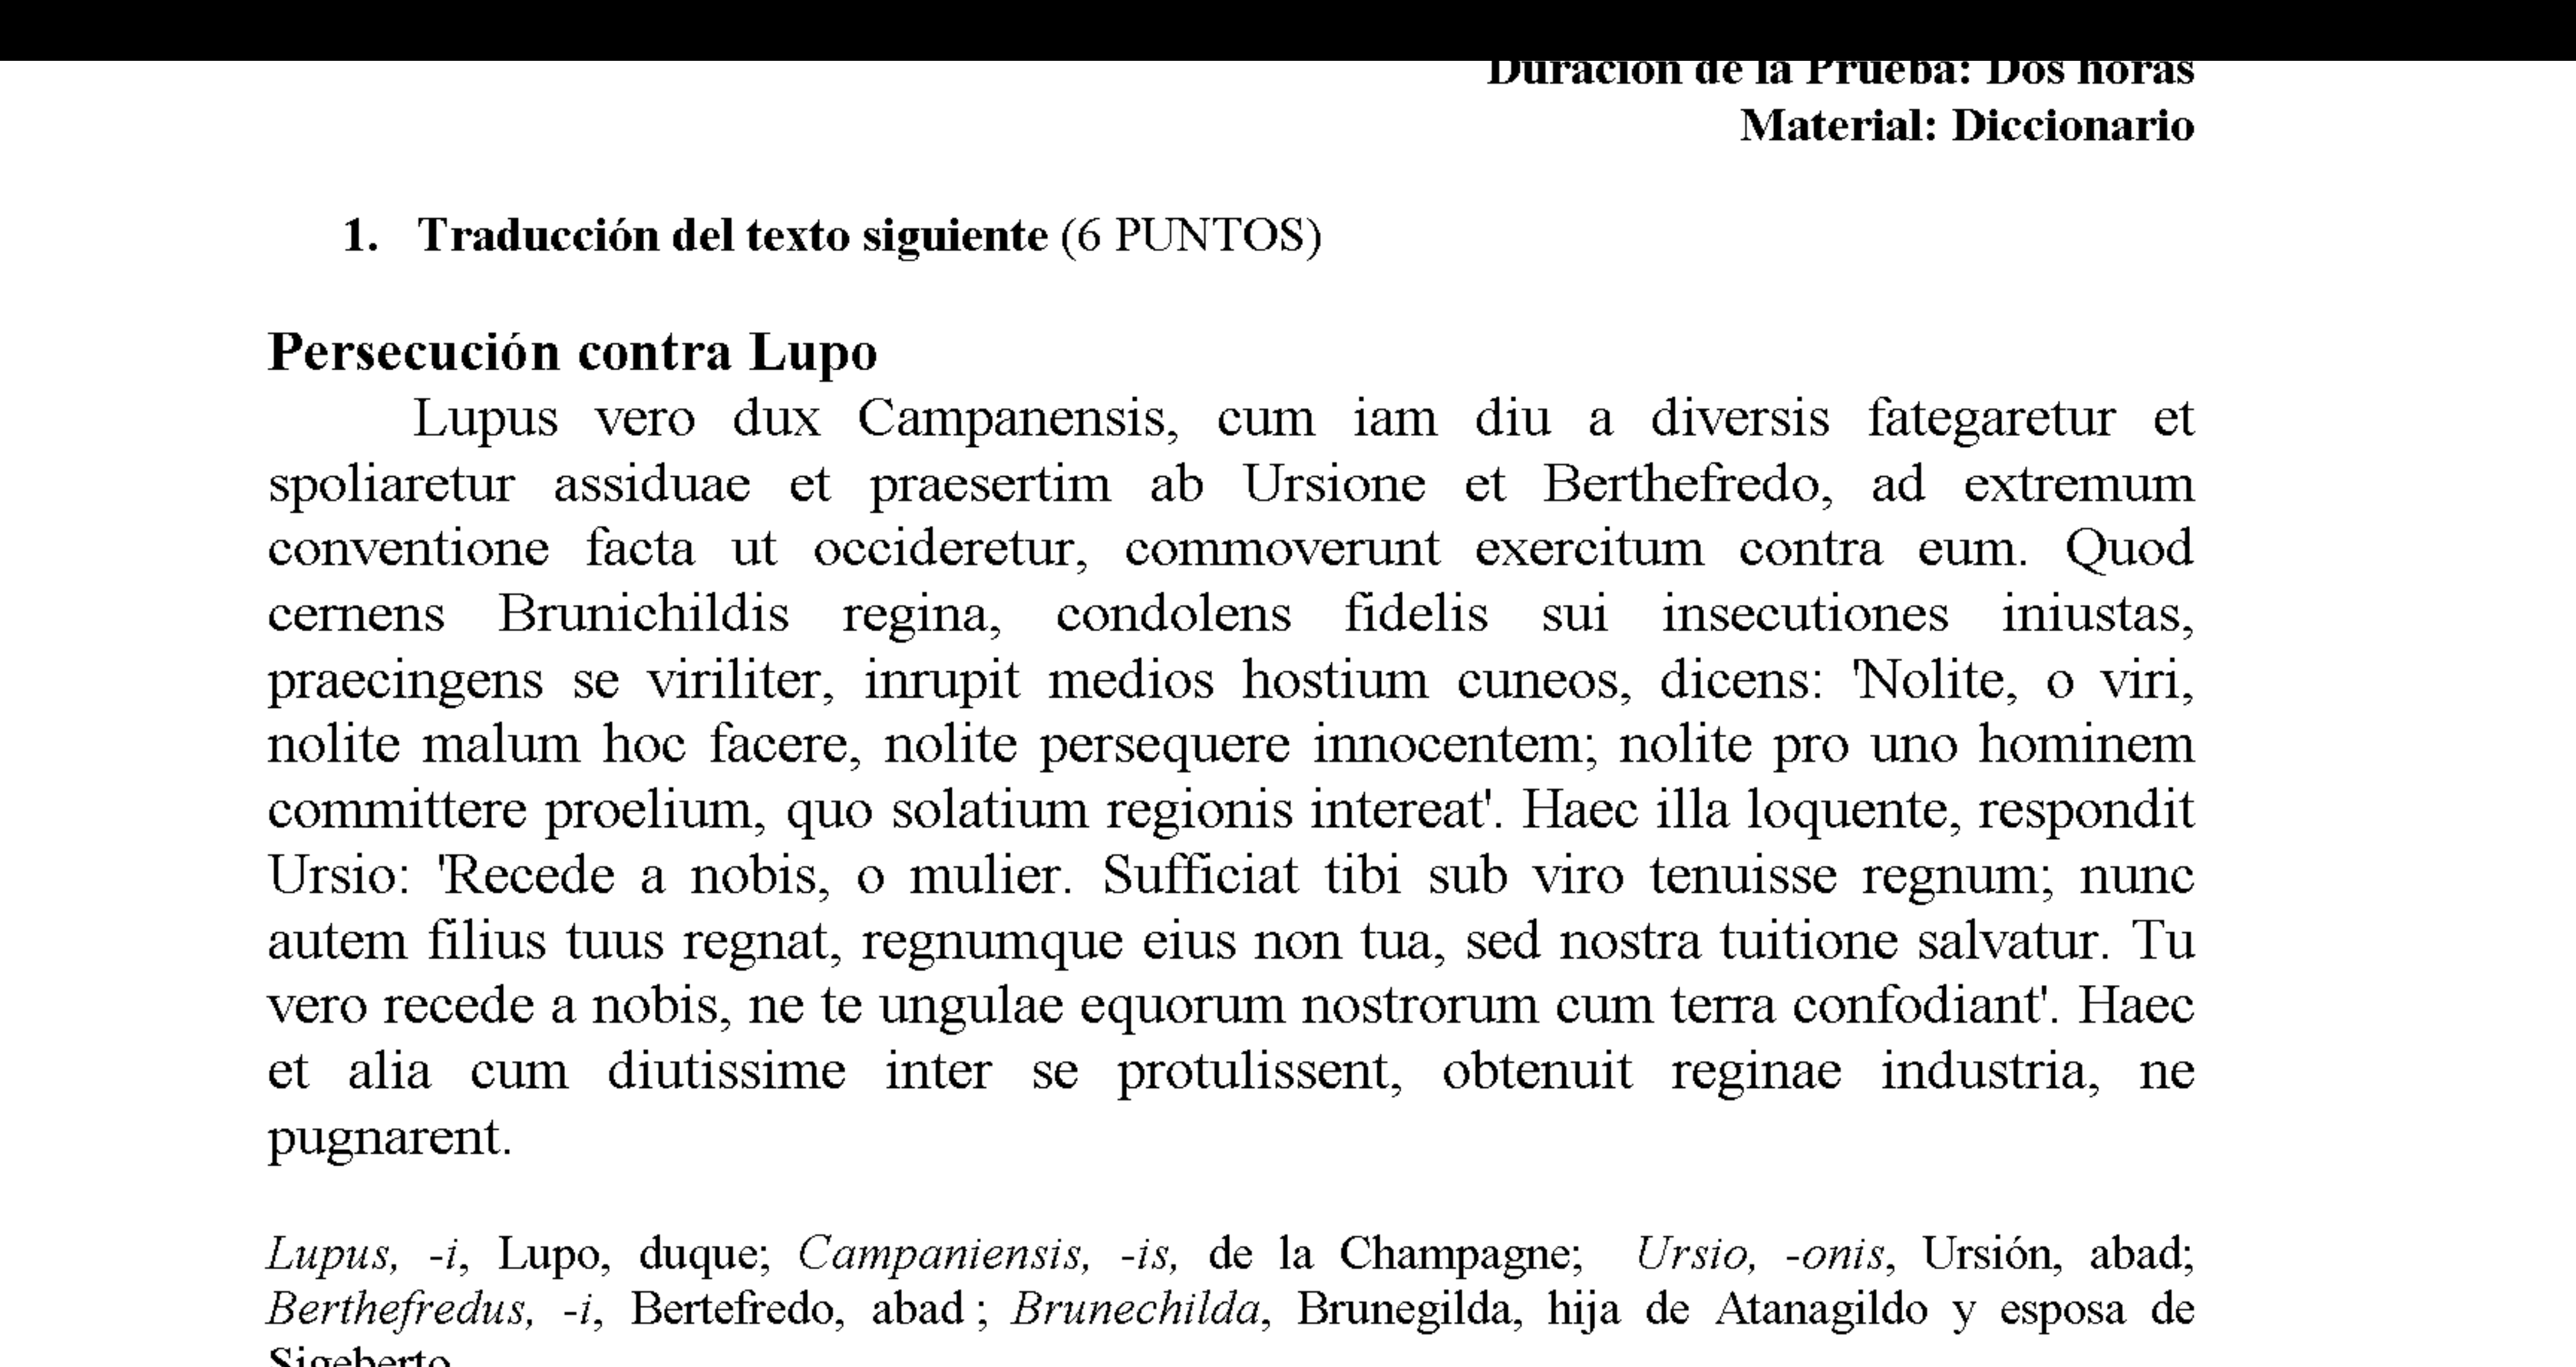 Duración de la Prueba: Dos horas
Material: Diccionario
1. Traducción del texto siguiente (6 PUNTOS)
Persecución contra Lupo
Lupus vero dux Campanensis, cum iam diu a diversis fategaretur et
spoliaretur assiduae et praesertim ab Ursione et Berthefredo, ad extremum
conventione facta ut occideretur, commoverunt exercitum contra eum. Quod
cernens Brunichildis regina, condolens fidelis sui insecutiones iniustas,
praecingens se viriliter, inrupit medios hostium cuneos, dicens: 'Nolite, o viri,
nolite malum hoc facere, nolite persequere innocentem; nolite pro uno hominem
committere proelium, quo solatium regionis intereat'. Haec illa loquente, respondit
Ursio: 'Recede a nobis, o mulier. Sufficiat tibi sub viro tenuisse regnum; nunc
autem filius tuus regnat, regnumque eius non tua, sed nostra tuitione salvatur. Tu
vero recede a nobis, ne te ungulae equorum nostrorum cum terra confodiant'. Haec
et alia cum diutissime inter se protulissent, obtenuit reginae industria, ne
pugnarent.
Lupus, -i, Lupo, duque; Campaniensis, -is, de la Champagne; Ursio, -onis, Ursión, abad;
Berthefredus, -i, Bertefredo, abad ; Brunechilda, Brunegilda, hija de Atanagildo y esposa de
Sigeberto